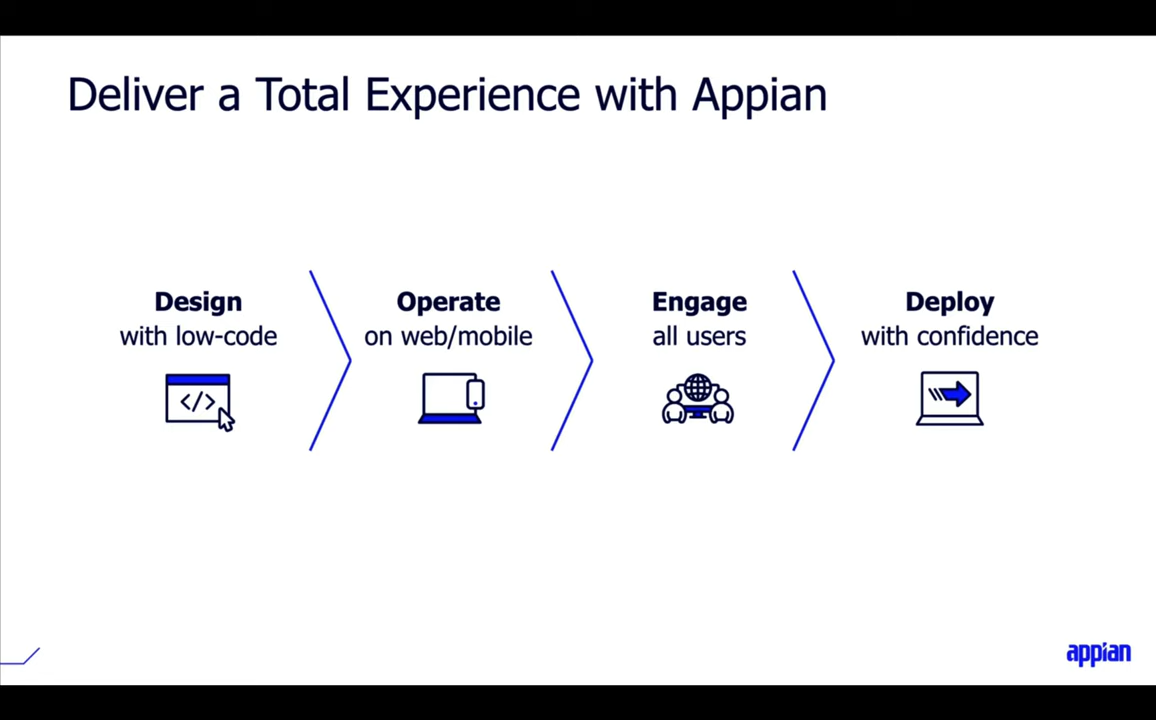 Deliver a Total Experience with Appian
Design
with low-code
</>
Operate
on web/mobile
Engage
all users
Deploy
with confidence
appian